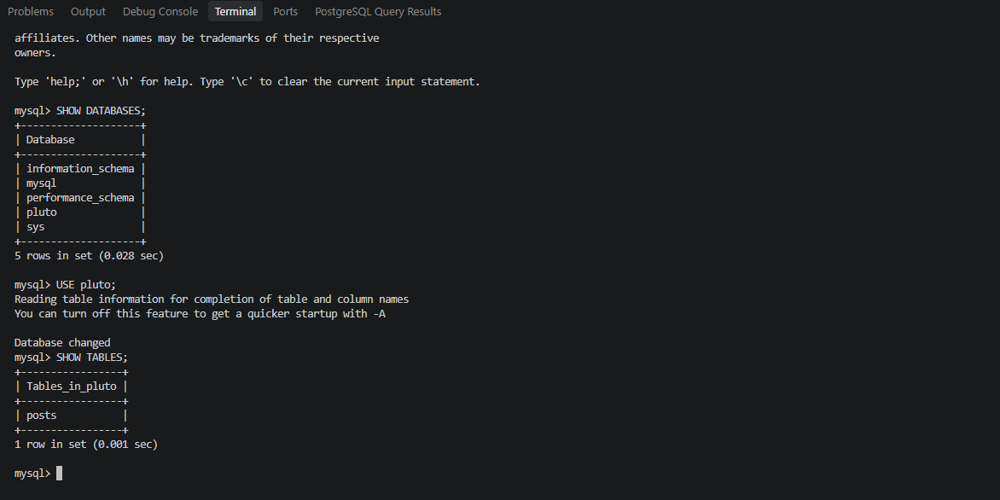 Problems Output Debug Console Terminal Ports PostgreSQL Query Results
affiliates. Other names may be trademarks of their respective
owners.
Type 'help;' or '\h' for help. Type '\c' to clear the current input statement.
mysql> SHOW DATABASES;
+--------------------+
| Database           |
+--------------------+
| information_schema |
| mysql              |
| performance_schema |
| pluto              |
| sys                |
+--------------------+
5 rows in set (0.028 sec)
mysql> USE pluto;
Reading table information for completion of table and column names
You can turn off this feature to get a quicker startup with -A
Database changed
mysql> SHOW TABLES;
+-----------------+
| Tables_in_pluto |
+-----------------+
| posts           |
+-----------------+
1 row in set (0.001 sec)
mysql>